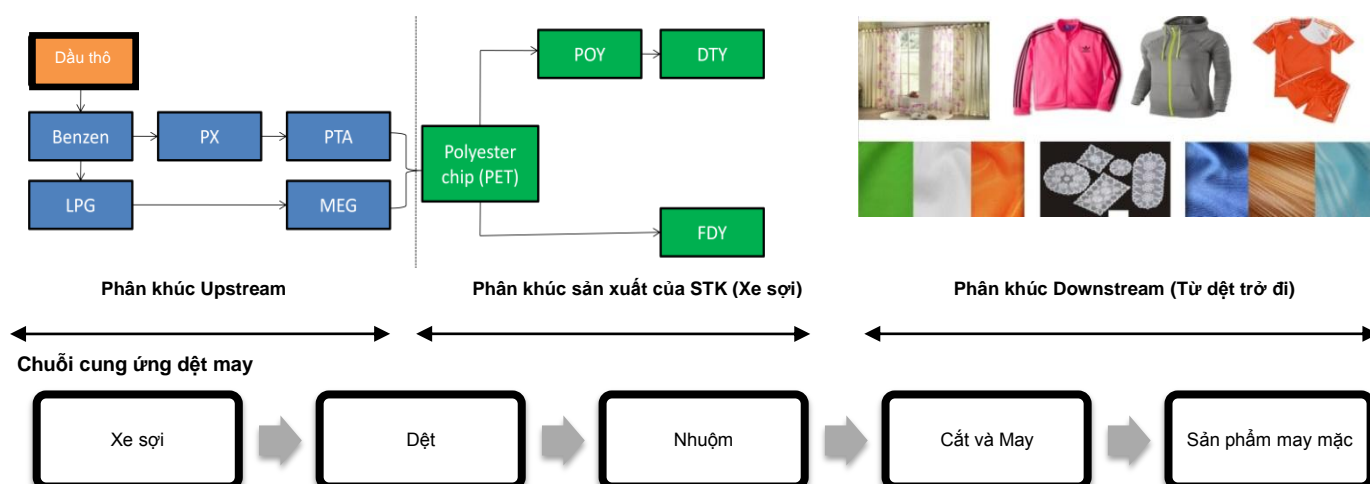 Dầu thô
Benzen
PX
PTA
LPG
MEG
Polyester
chip (PET)
POY
DTY
FDY
Phân khúc Upstream
Phân khúc sản xuất của STK (Xe sợi)
Phân khúc Downstream (Từ dệt trở đi)
Chuỗi cung ứng dệt may
Xe sợi
Dệt
Nhuộm
Cắt và May
Sản phẩm may mặc